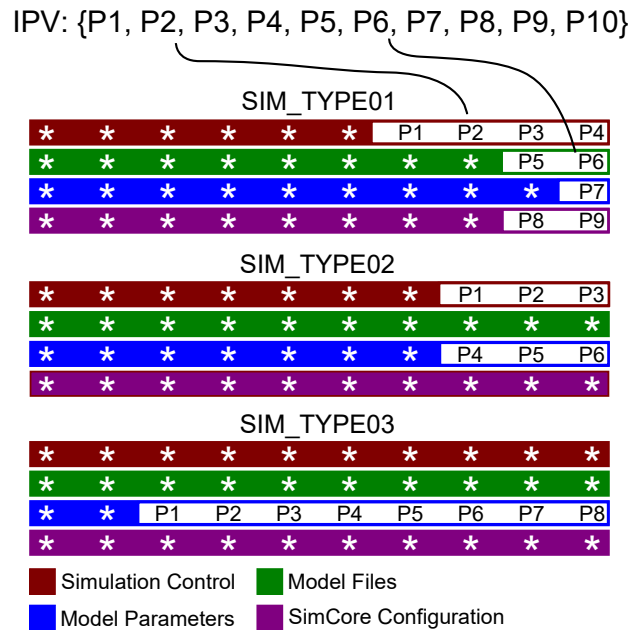 IPV: {P1, P2, P3, P4, P5, P6, P7, P8, P9, P10}
SIM_TYPE01
* * * * * * P1 P2 P3 P4
* * * * * * * * P5 P6
* * * * * * * * * P7
* * * * * * * * P8 P9
SIM_TYPE02
* * * * * * * P1 P2 P3
* * * * * * * * * *
* * * * * * * P4 P5 P6
* * * * * * * * * *
SIM_TYPE03
* * * * * * * * * *
* * * * * * * * * *
* * P1 P2 P3 P4 P5 P6 P7 P8
* * * * * * * * * *
Simulation Control Model Files
Model Parameters SimCore Configuration